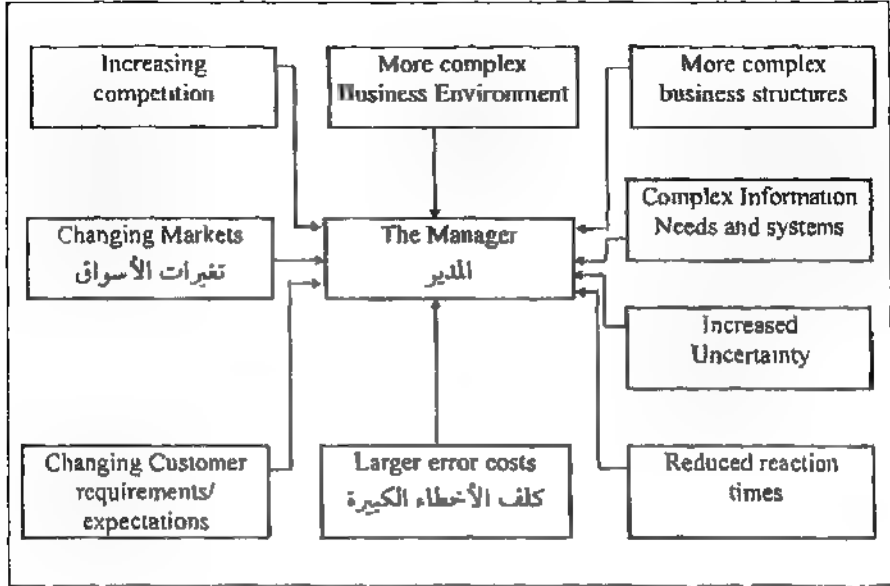 Increasing
competition
More complex
Business Environment
More complex
business structures
Changing Markets
تغيرات الأسواق
The Manager
المدير
Complex Information
Needs and systems
Increased
Uncertainty
Changing Customer
requirements/
expectations
Larger error costs
كلف الأخطاء الكبيرة
Reduced reaction
times